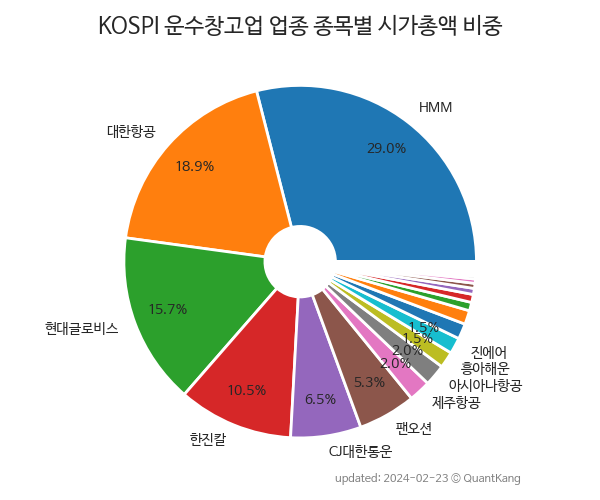 KOSPI 운수창고업 업종 종목별 시가총액 비중
HMM
29.0%
대한항공
18.9%
현대글로비스
15.7%
한진칼
10.5%
CJ대한통운
6.5%
팬오션
5.3%
제주항공
2.0%
아시아나항공
2.0%
흥아해운
1.5%
진에어
1.5%
updated: 2024-02-23 © QuantKang